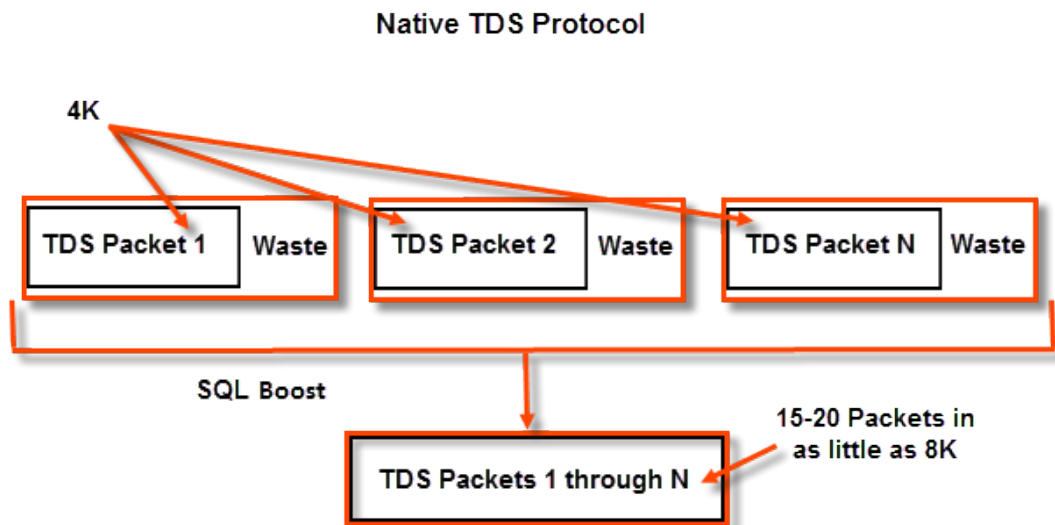 Native TDS Protocol
4K
TDS Packet 1
Waste
TDS Packet 2
Waste
TDS Packet N
Waste
SQL Boost
15-20 Packets in
as little as 8K
TDS Packets 1 through N